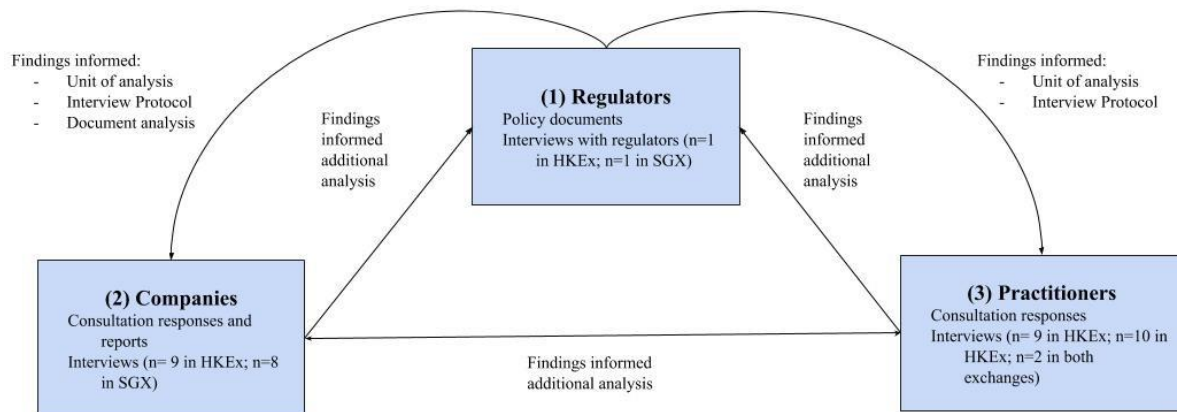 Findings informed:
- Unit of analysis
- Interview Protocol
- Document analysis
Findings
informed
additional
analysis
(1) Regulators
Policy documents
Interviews with regulators (n=1
in HKEx; n=1 in SGX)
Findings
informed
additional
analysis
Findings informed:
- Unit of analysis
- Interview Protocol
(2) Companies
Consultation responses and
reports
Interviews (n= 9 in HKEx; n=8
in SGX)
Findings informed
additional analysis
(3) Practitioners
Consultation responses
Interviews (n= 9 in HKEx; n=10 in
HKEx; n=2 in both
exchanges)